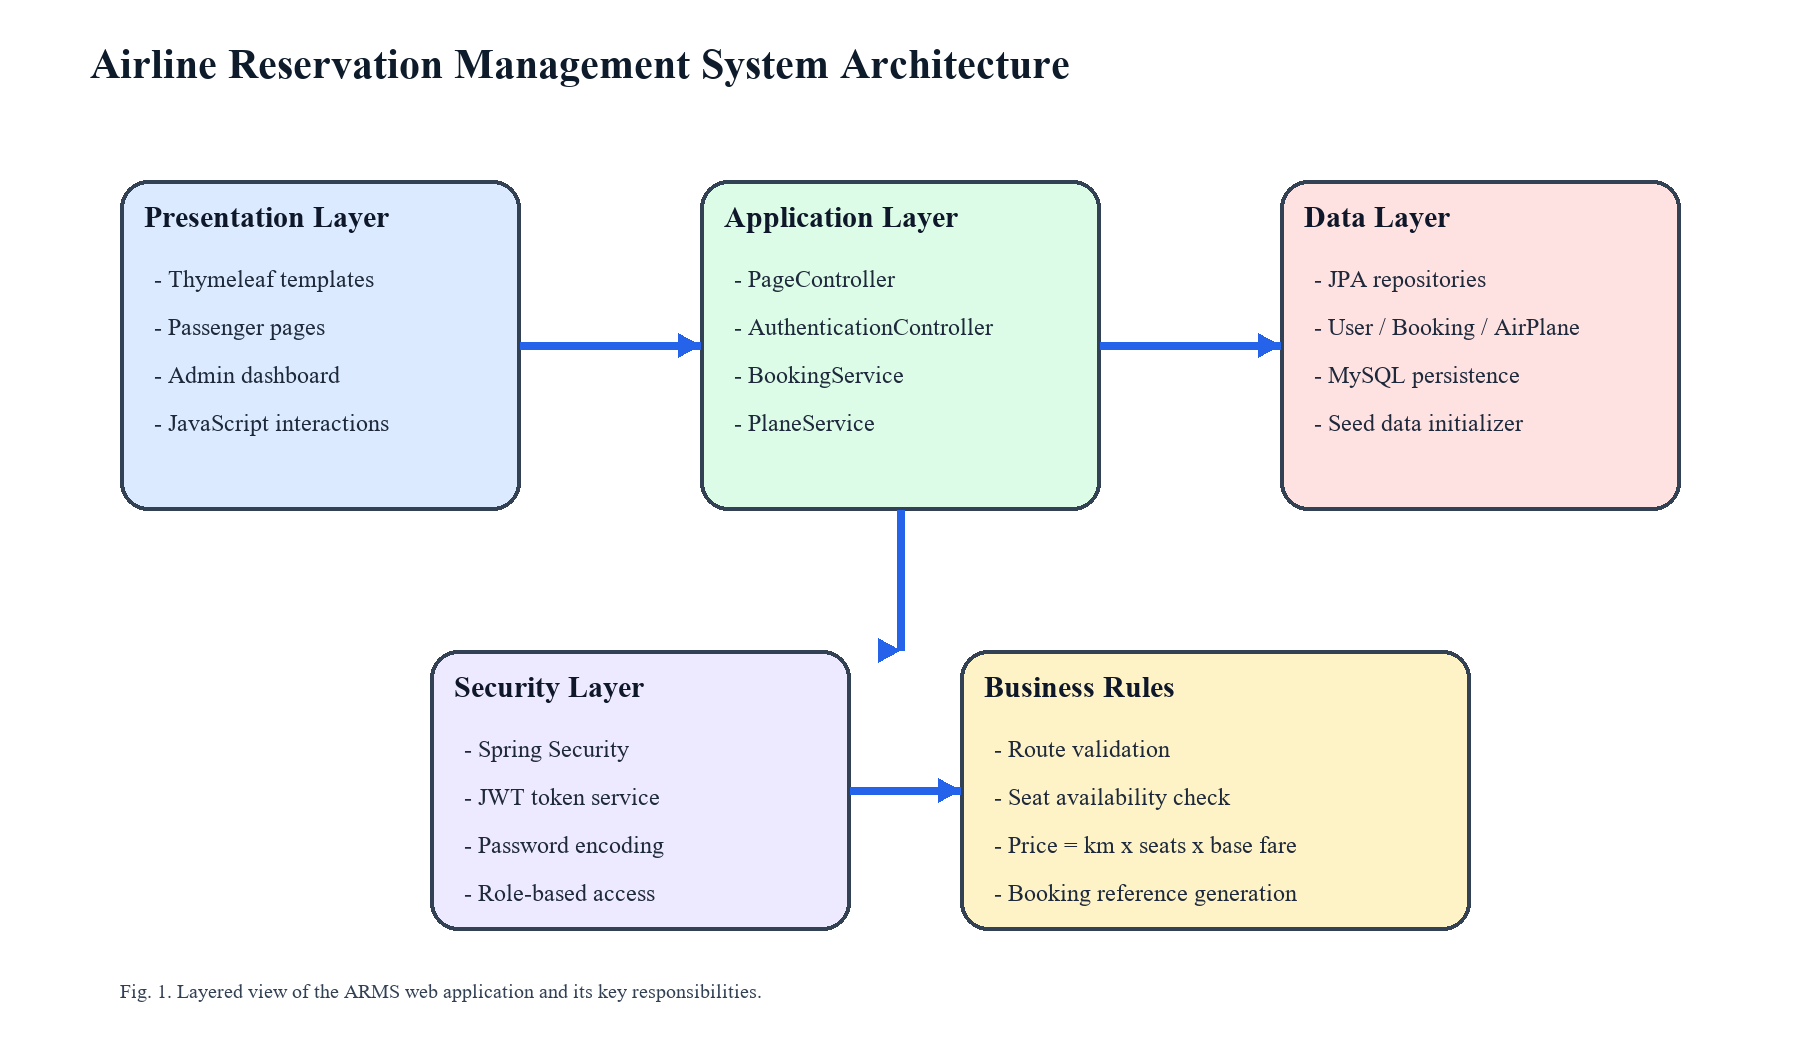 Airline Reservation Management System Architecture
Presentation Layer
- Thymeleaf templates
- Passenger pages
- Admin dashboard
- JavaScript interactions
Application Layer
- PageController
- AuthenticationController
- BookingService
- PlaneService
Data Layer
- JPA repositories
- User / Booking / AirPlane
- MySQL persistence
- Seed data initializer
Security Layer
- Spring Security
- JWT token service
- Password encoding
- Role-based access
Business Rules
- Route validation
- Seat availability check
- Price = km x seats x base fare
- Booking reference generation
Fig. 1. Layered view of the ARMS web application and its key responsibilities.